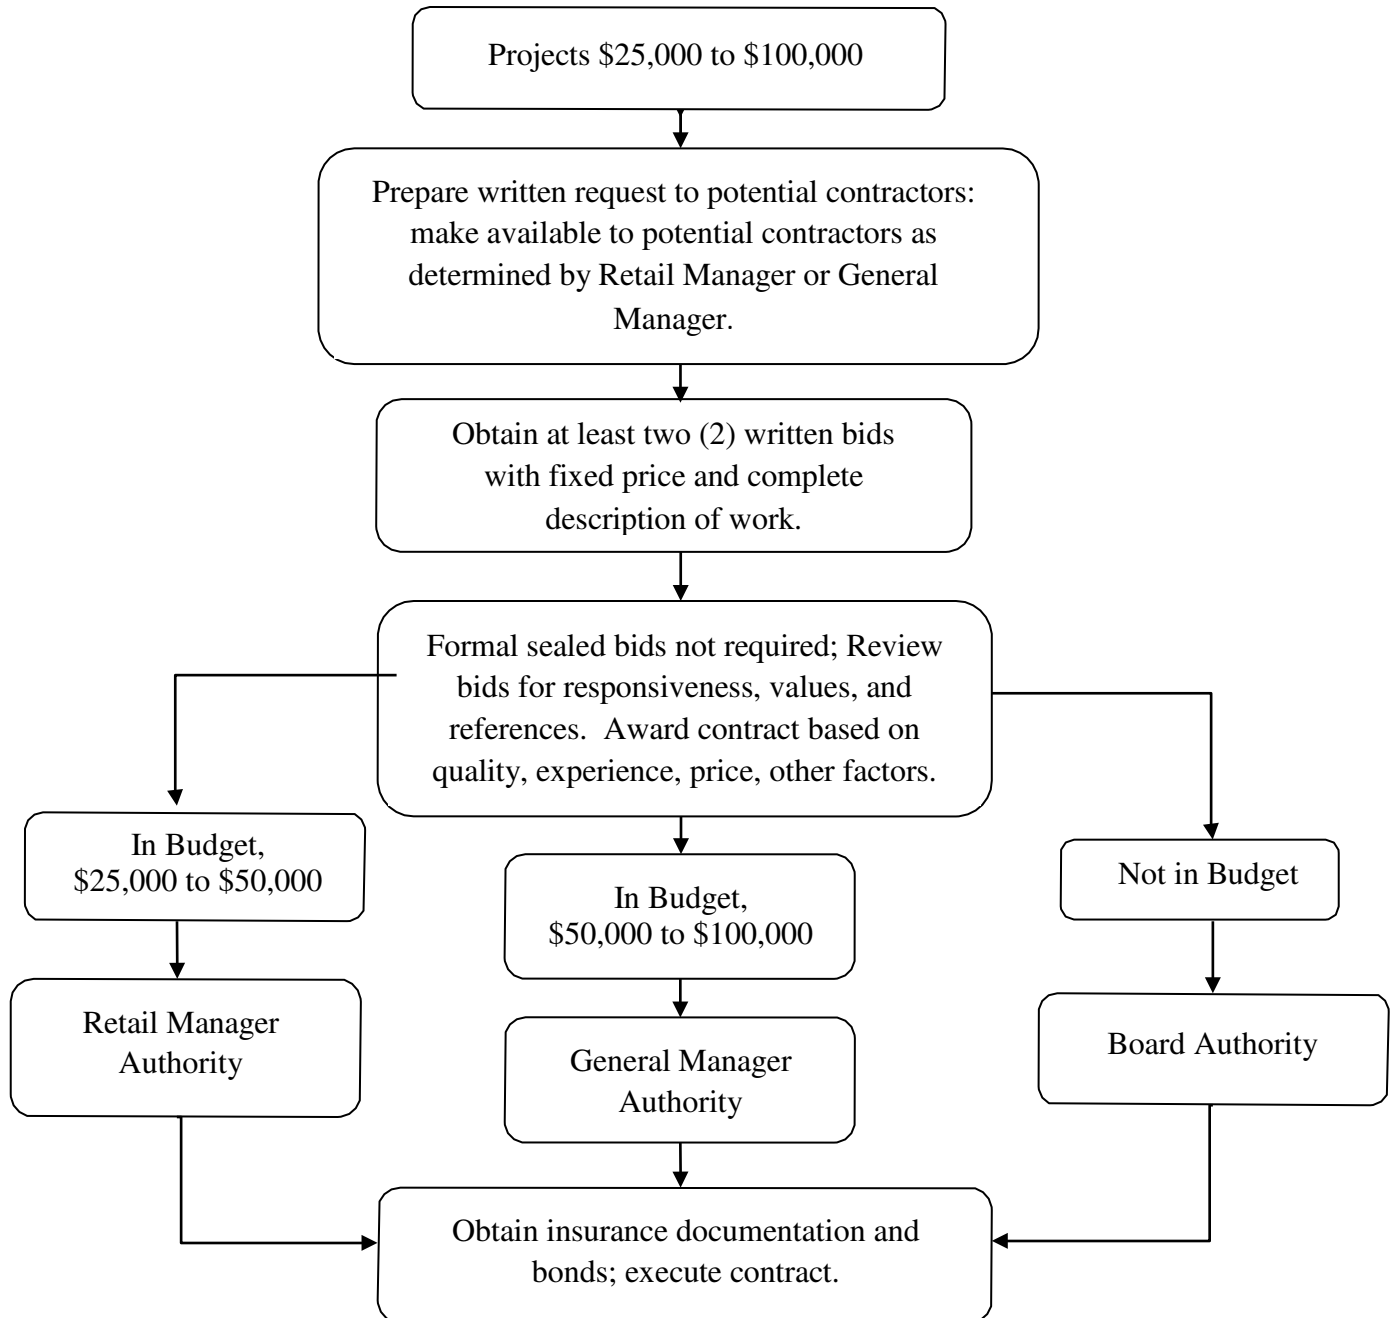 Projects $25,000 to $100,000
Prepare written request to potential contractors:
make available to potential contractors as
determined by Retail Manager or General
Manager.
Obtain at least two (2) written bids
with fixed price and complete
description of work.
Formal sealed bids not required; Review
bids for responsiveness, values, and
references.  Award contract based on
quality, experience, price, other factors.
In Budget,
$25,000 to $50,000
In Budget,
$50,000 to $100,000
Not in Budget
Retail Manager
Authority
General Manager
Authority
Board Authority
Obtain insurance documentation and
bonds; execute contract.